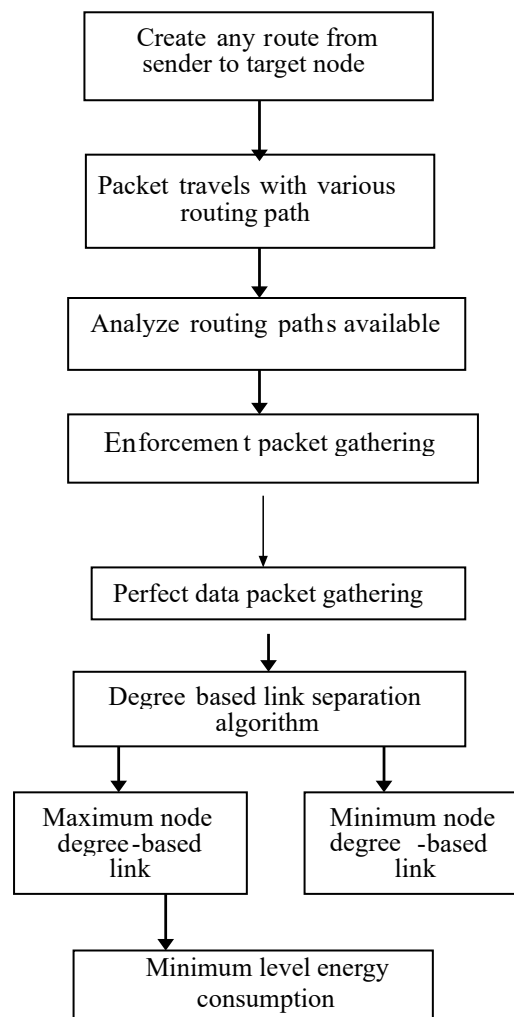 Create any route from
sender to target node
Packet travels with various
routing path
Analyze routing paths available
Enforcement packet gathering
Perfect data packet gathering
Degree based link separation
algorithm
Maximum node
degree-based
link
Minimum node
degree -based
link
Minimum level energy
consumption